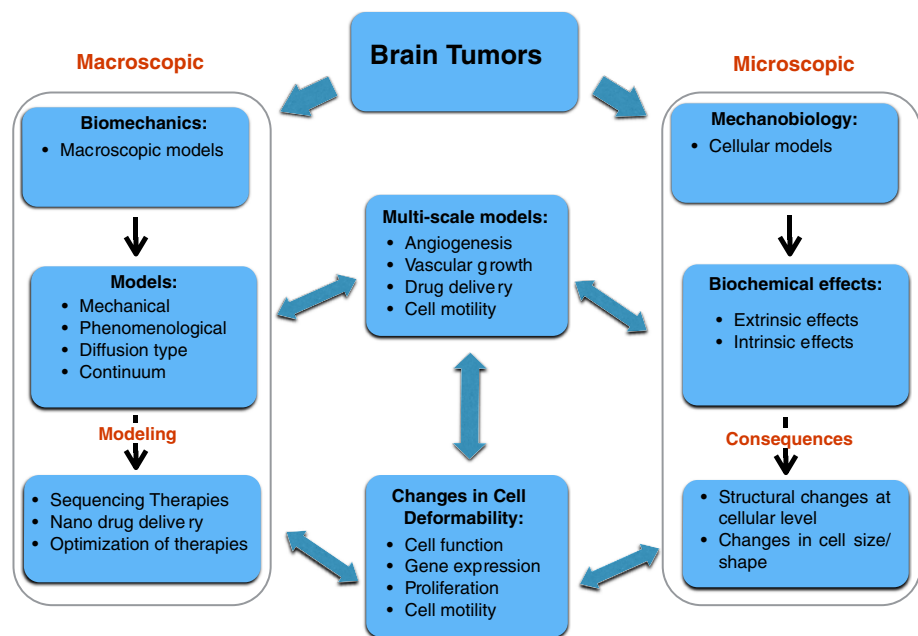 Brain Tumors
Macroscopic
Biomechanics:
• Macroscopic models
Models:
• Mechanical
• Phenomenological
• Diffusion type
• Continuum
Modeling
• Sequencing Therapies
• Nano drug delivery
• Optimization of therapies
Multi-scale models:
• Angiogenesis
• Vascular growth
• Drug delivery
• Cell motility
Changes in Cell
Deformability:
• Cell function
• Gene expression
• Proliferation
• Cell motility
Microscopic
Mechanobiology:
• Cellular models
Biochemical effects:
• Extrinsic effects
• Intrinsic effects
Consequences
• Structural changes at
cellular level
• Changes in cell size/
shape